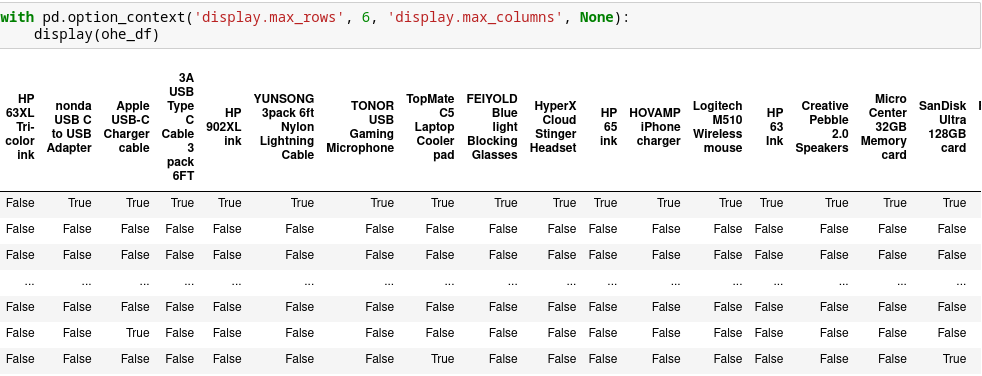 with pd.option_context('display.max_rows', 6, 'display.max_columns', None):
    display(ohe_df)
HP 63XL Tri-color ink	nonda USB C to USB Adapter	Apple USB-C Charger cable	3A USB Type C Cable 3 pack 6FT	HP 902XL ink	YUNSONG 3pack 6ft Nylon Lightning Cable	TONOR USB Gaming Microphone	TopMate C5 Laptop Cooler pad	FEIYOLD Blue light Blocking Glasses	HyperX Cloud Stinger Headset	HP 65 ink	HOVAMP iPhone charger	Logitech M510 Wireless mouse	HP 63 Ink	Creative Pebble 2.0 Speakers	Micro Center 32GB Memory card	SanDisk Ultra 128GB card
False	True	True	True	True	True	True	True	True	True	True	True	True	True	True	True	True
False	False	False	False	False	False	False	False	False	False	False	False	False	False	False	False	False
False	False	False	False	False	False	False	False	False	False	False	False	False	False	False	False	False
...	...	...	...	...	...	...	...	...	...	...	...	...	...	...	...	...
False	False	False	False	False	False	False	False	False	False	False	False	False	False	False	False	False
False	False	True	False	False	False	False	False	False	False	False	False	False	False	False	False	False
False	False	False	False	False	False	False	True	False	False	False	False	False	False	False	False	True